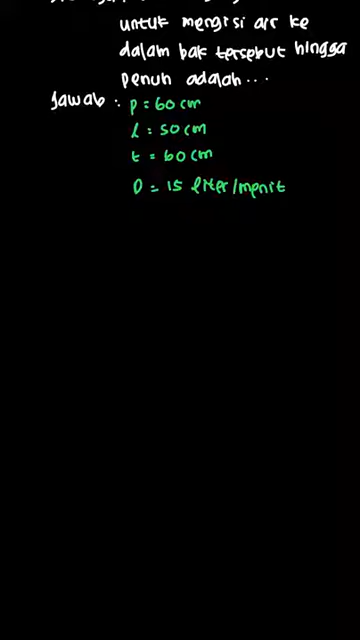 untuk mengisi air ke
dalam bak tersebut hingga
penuh adalah...
Jawab : p = 60 cm
l = 50 cm
t = 60 cm
D = 15 liter/menit